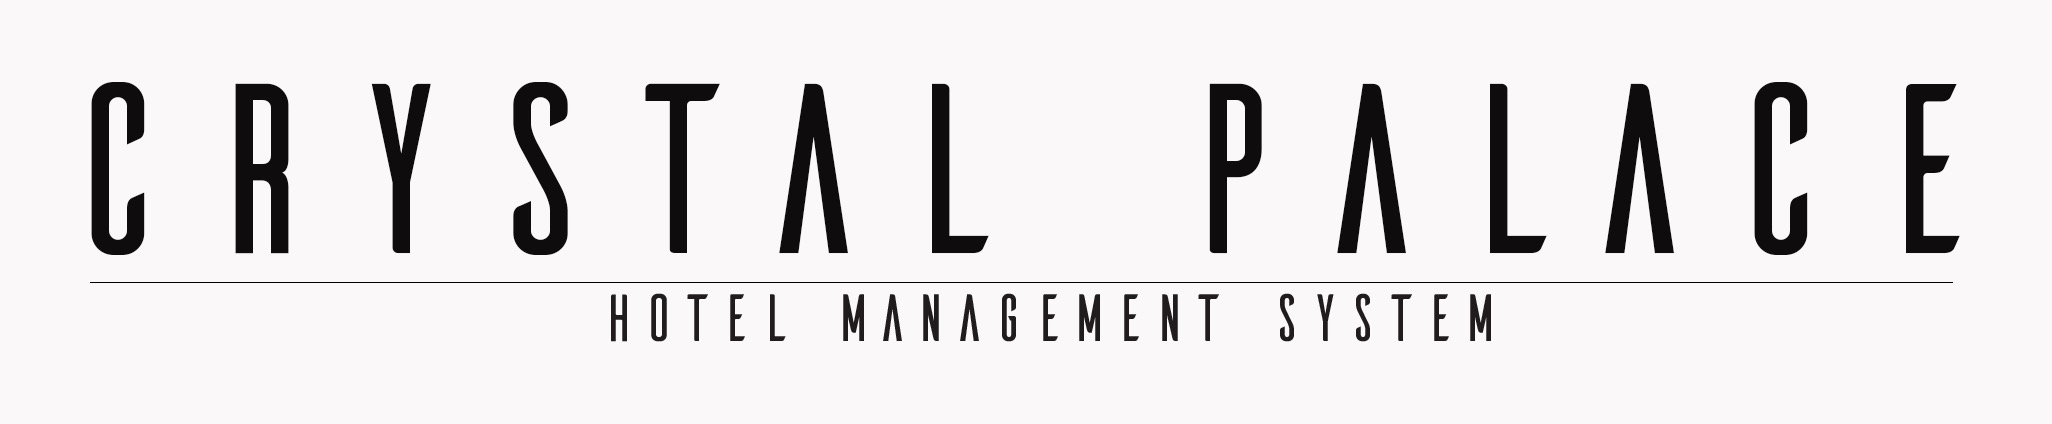 CRYSTAL PALACE
HOTEL MANAGEMENT SYSTEM